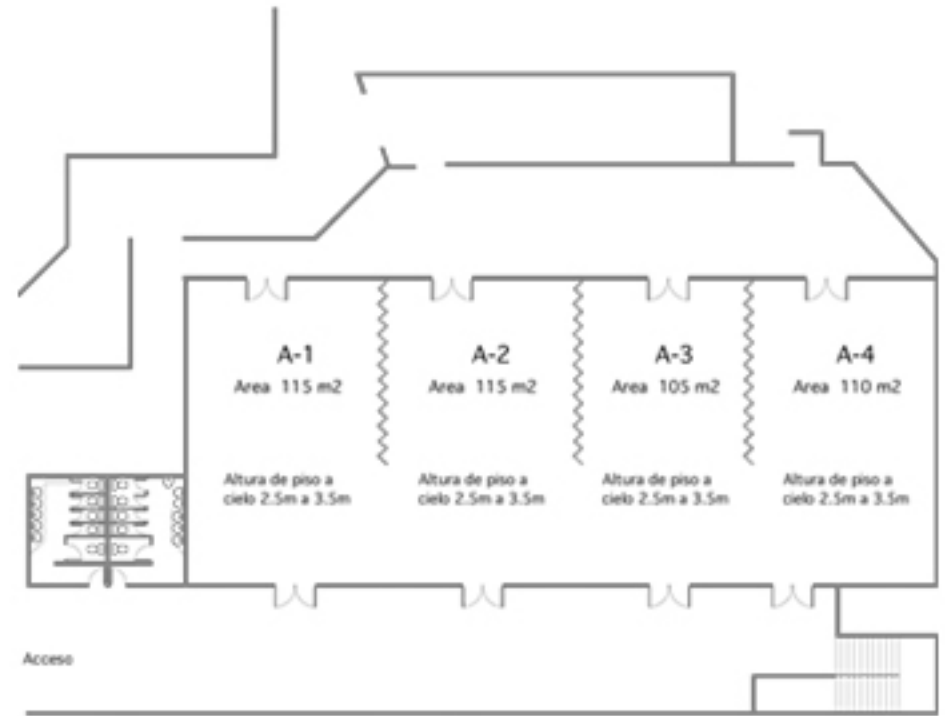 A-1
Area 115 m2
Altura de piso a
cielo 2.5m a 3.5m
A-2
Area 115 m2
Altura de piso a
cielo 2.5m a 3.5m
A-3
Area 105 m2
Altura de piso a
cielo 2.5m a 3.5m
A-4
Area 110 m2
Altura de piso a
cielo 2.5m a 3.5m
Acceso